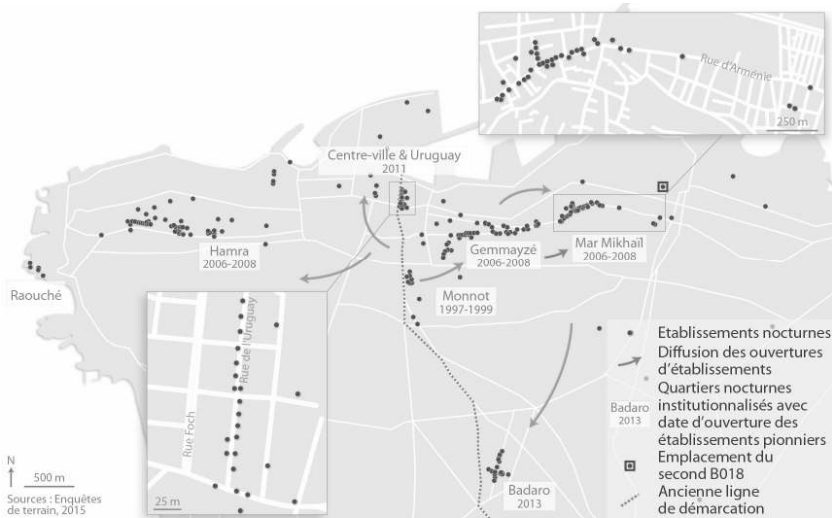 Rue d'Arménie
250 m
Centre-ville & Uruguay
2011
Hamra
2006-2008
Gemmayzé
2006-2008
Mar Mikhaïl
2006-2008
Raouché
Monnot
1997-1999
Rue de l'Uruguay
Rue Foch
25 m
N
500 m
Sources : Enquêtes
de terrain, 2015
Badaro
2013
Etablissements nocturnes
Diffusion des ouvertures
d'établissements
Badaro
2013
Quartiers nocturnes
institutionnalisés avec
date d'ouverture des
établissements pionniers
Emplacement du
second B018
Ancienne ligne
de démarcation